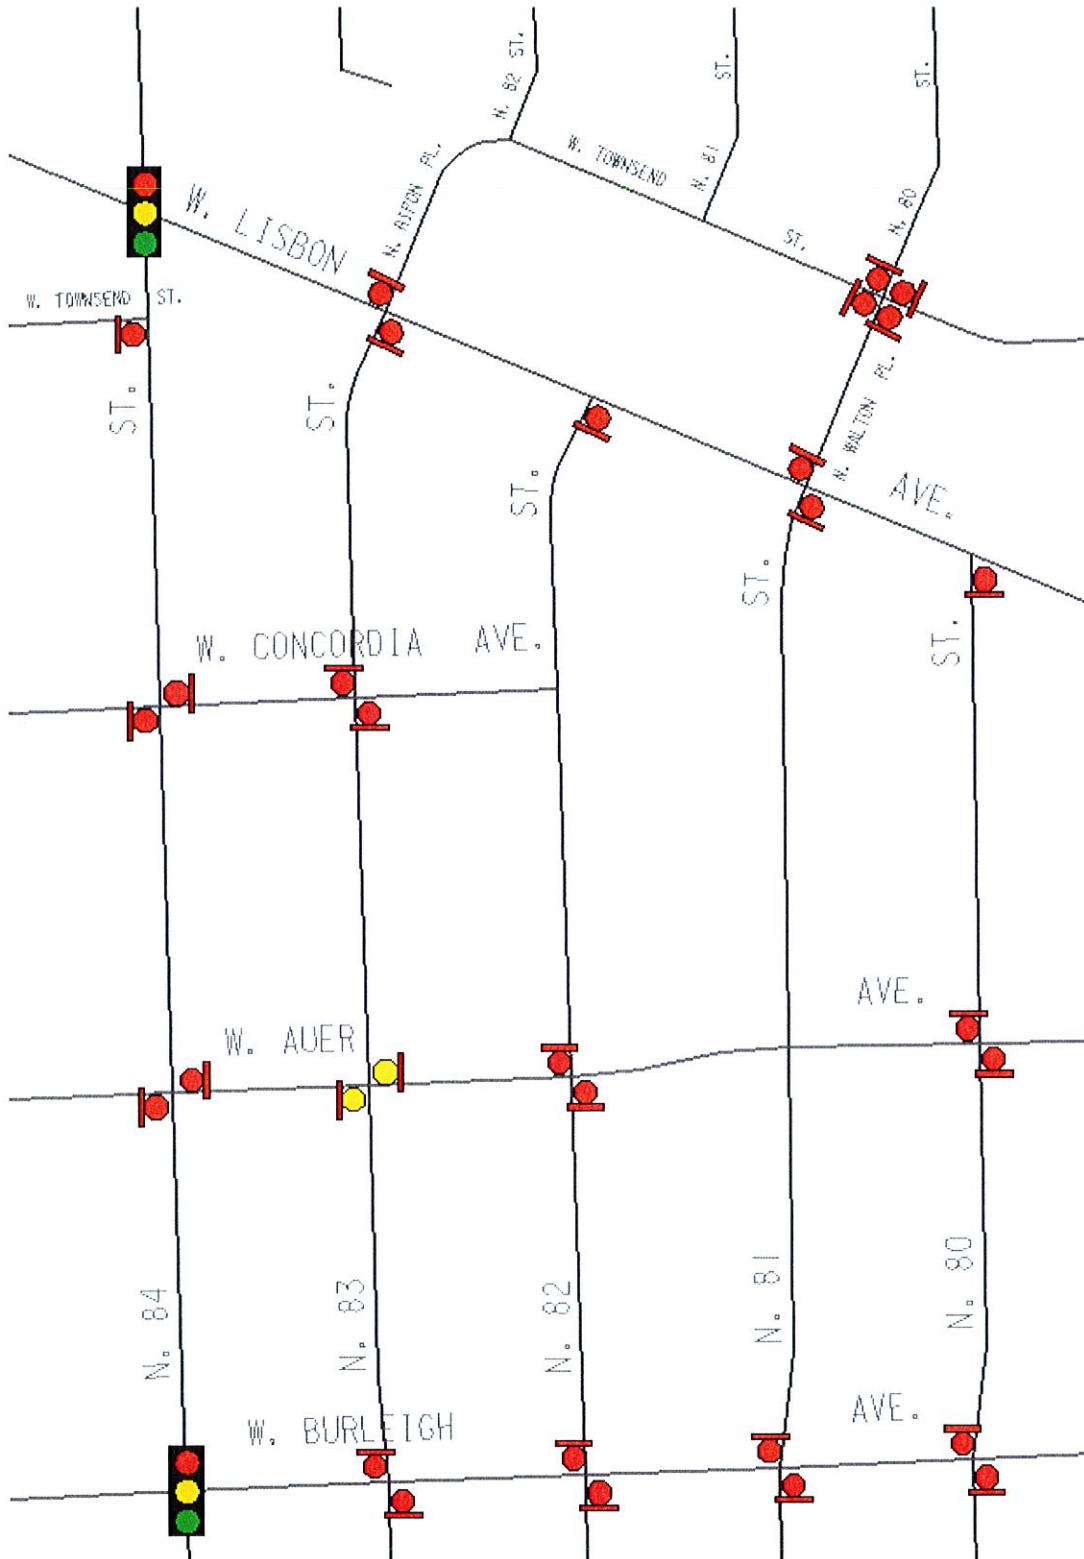 N. 82 ST.
ST.
ST.
W. TOWNSEND
ST.
N. 81
N. 80
W. LISBON
AVE.
N. RIPON PL.
W. TOWNSEND ST.
N. WALTON PL.
ST.
ST.
ST.
ST.
ST.
W. CONCORDIA AVE.
W. AUER
AVE.
N. 84
N. 83
N. 82
N. 81
N. 80
W. BURLEIGH
AVE.